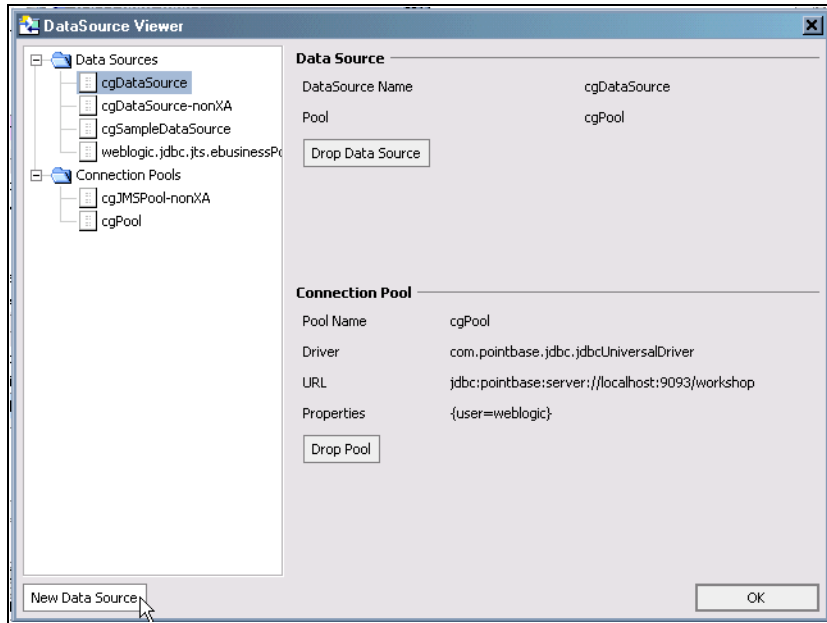 DataSource Viewer
Data Sources
cgDataSource
cgDataSource-nonXA
cgSampleDataSource
weblogic.jdbc.jts.ebusinessPo
Connection Pools
cgJMSPool-nonXA
cgPool
Data Source
DataSource Name cgDataSource
Pool cgPool
Drop Data Source
Connection Pool
Pool Name cgPool
Driver com.pointbase.jdbc.jdbcUniversalDriver
URL jdbc:pointbase:server://localhost:9093/workshop
Properties {user=weblogic}
Drop Pool
New Data Source
OK